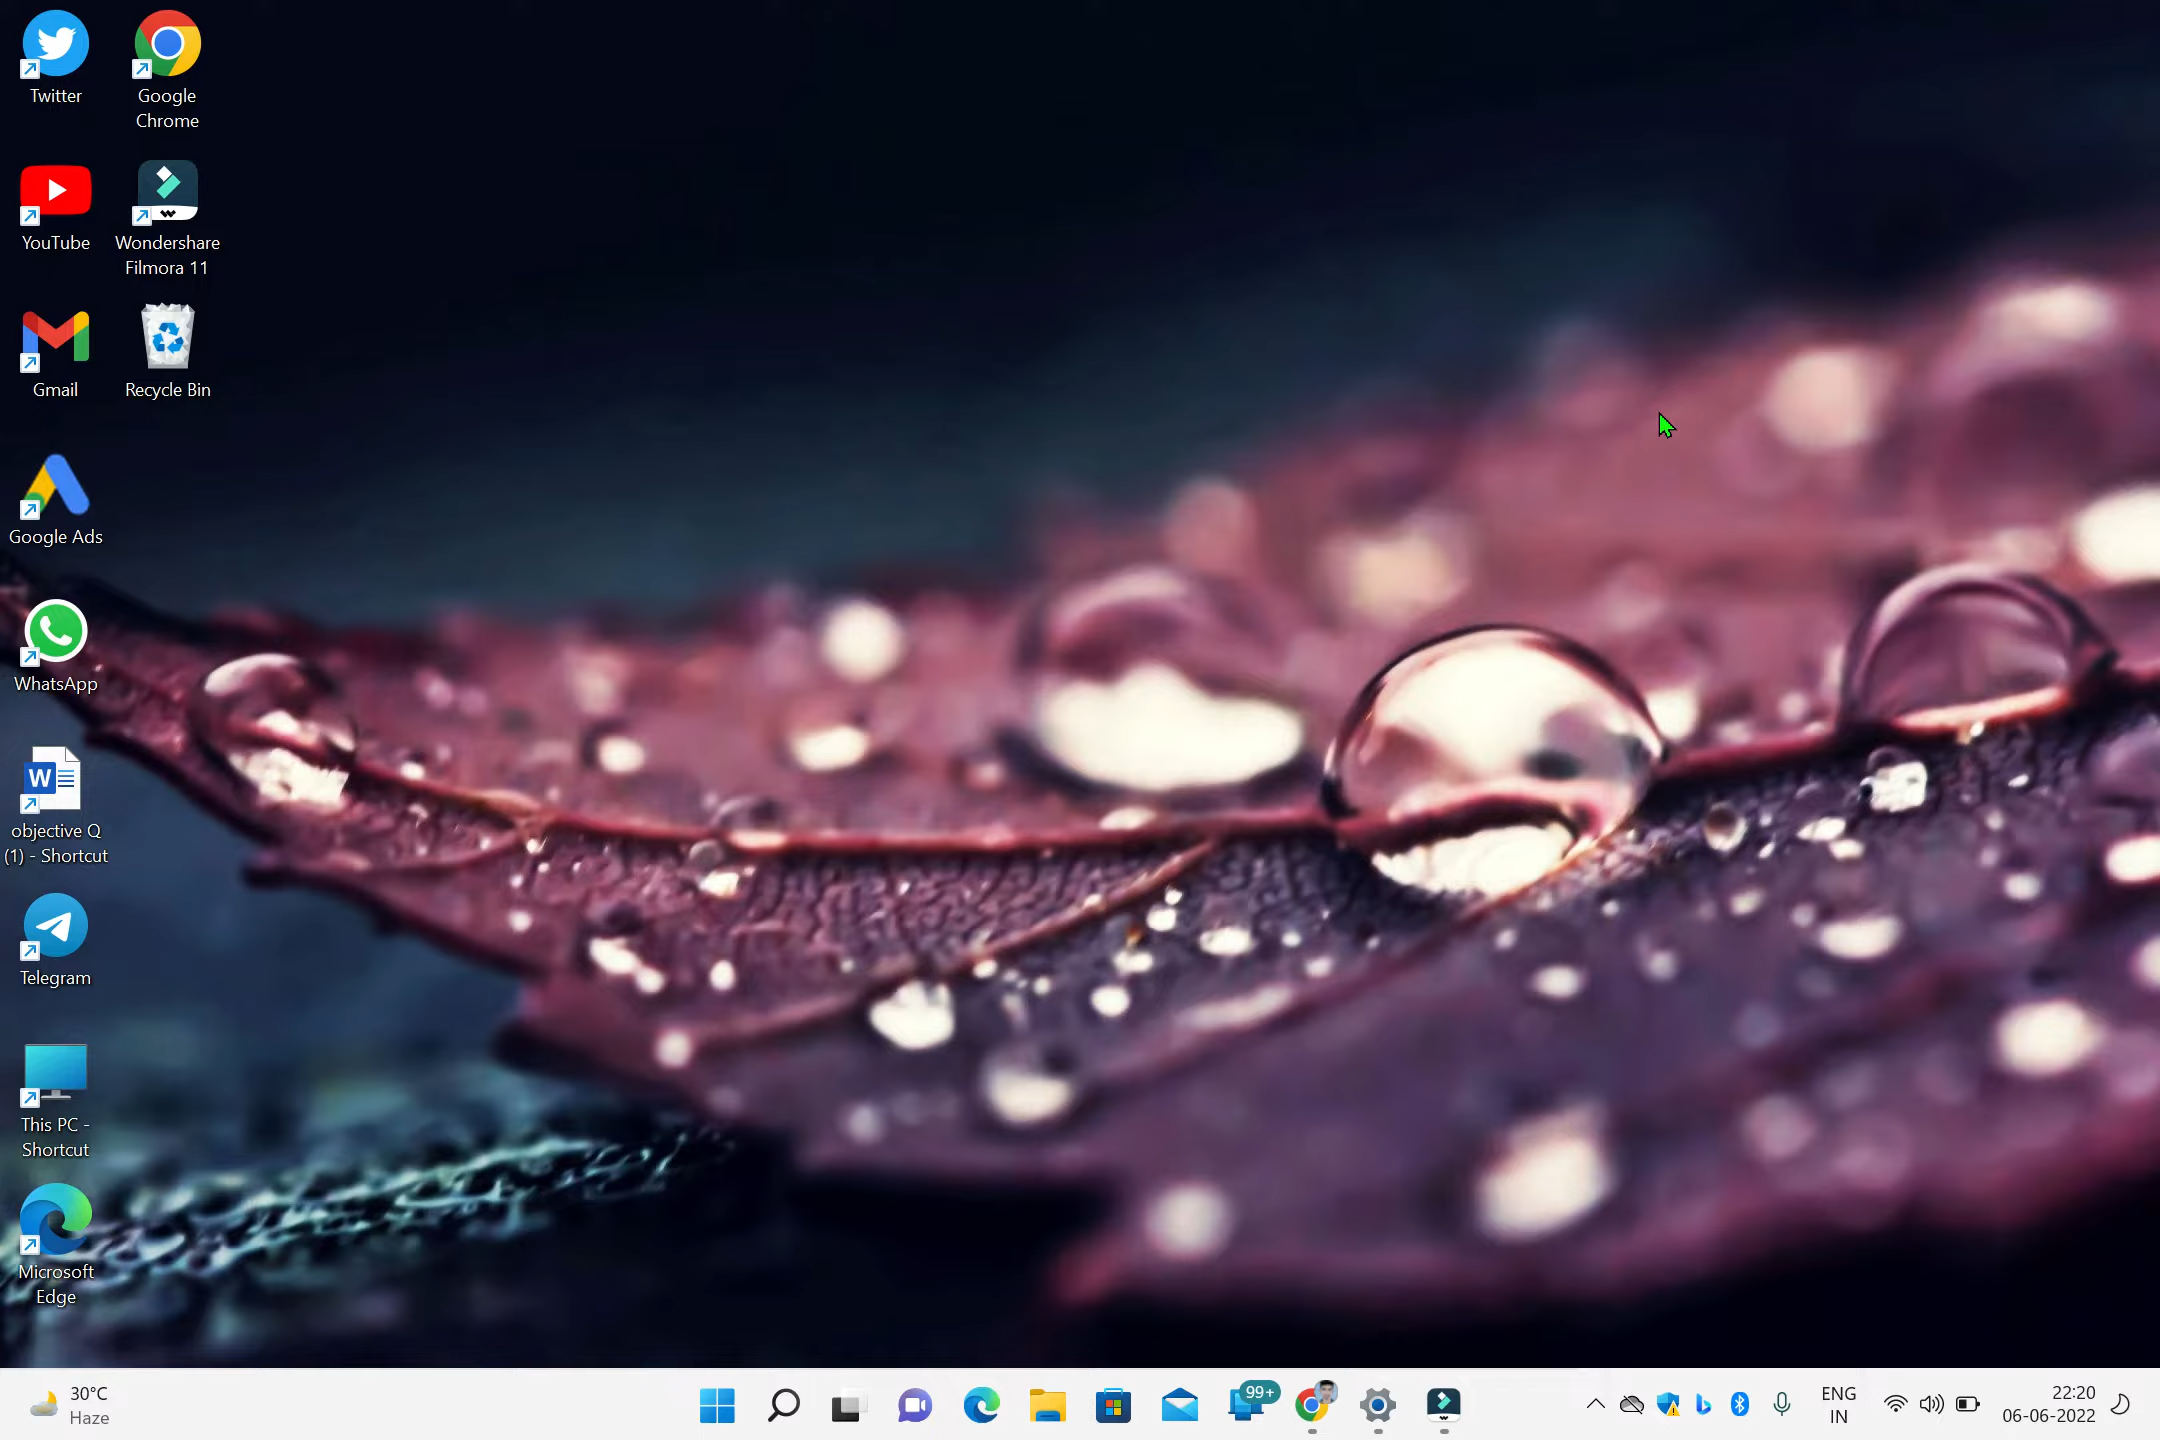 Twitter
Google
Chrome
YouTube
Wondershare
Filmora 11
Gmail
Recycle Bin
Google Ads
WhatsApp
W
objective Q
(1) - Shortcut
Telegram
This PC -
Shortcut
Microsoft
Edge
30°C
Haze
99+
ENG
IN
22:20
06-06-2022